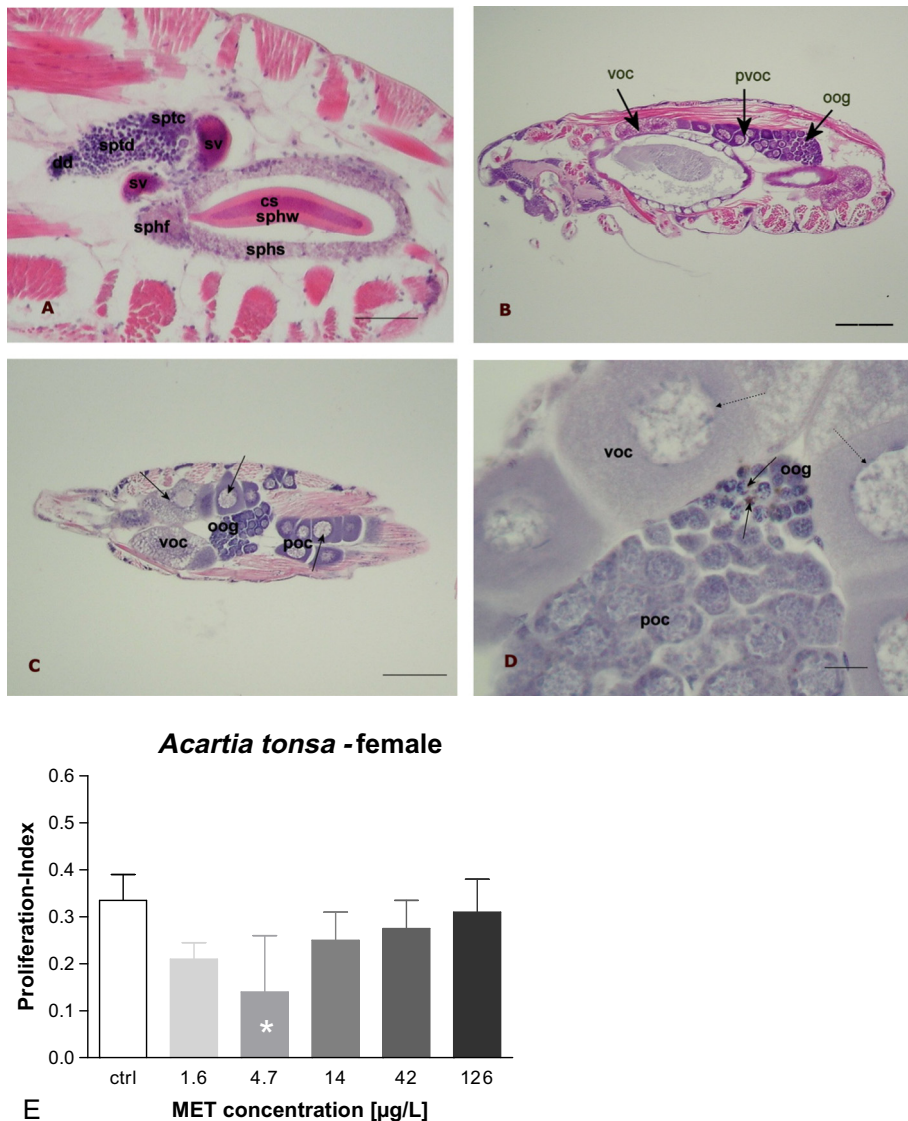 sptc
sptd
sv
dd
sv
cs
sphw
sphf
sphs
A
voc
pvoc
oog
B
voc
oog
poc
C
voc
oog
poc
D
Acartia tonsa - female
Proliferation-Index
0.6
0.5
0.4
0.3
0.2
0.1
0.0
*
ctrl 1.6 4.7 14 42 126
MET concentration [µg/L]
E